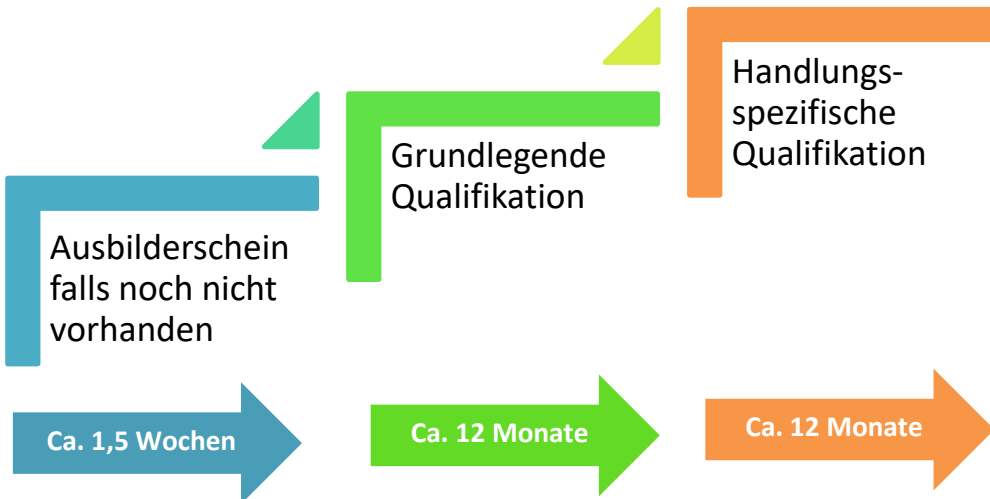 Ausbilderschein
falls noch nicht
vorhanden
Grundlegende
Qualifikation
Handlungs-
spezifische
Qualifikation
Ca. 1,5 Wochen
Ca. 12 Monate
Ca. 12 Monate